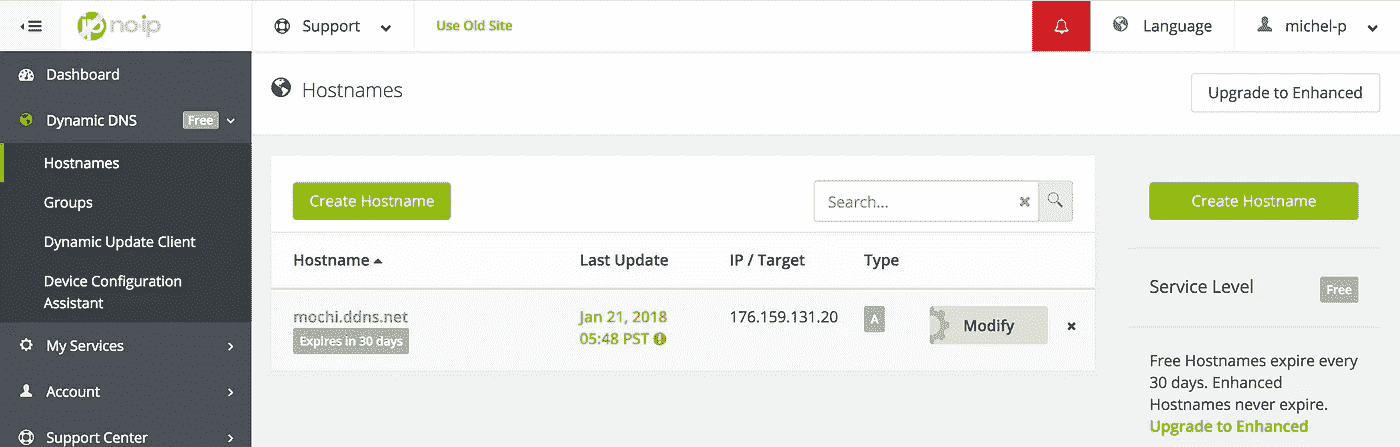 noip
Support
Use Old Site
Language
michel-p
Dashboard
Dynamic DNS Free
Hostnames
Groups
Dynamic Update Client
Device Configuration
Assistant
My Services
Account
Support Center
Hostnames
Upgrade to Enhanced
Create Hostname
Search...
Hostname Last Update IP / Target Type
mochi.ddns.net Jan 21, 2018 176.159.131.20 A Modify
Expires in 30 days 05:48 PST
Create Hostname
Service Level Free
Free Hostnames expire every
30 days. Enhanced
Hostnames never expire.
Upgrade to Enhanced